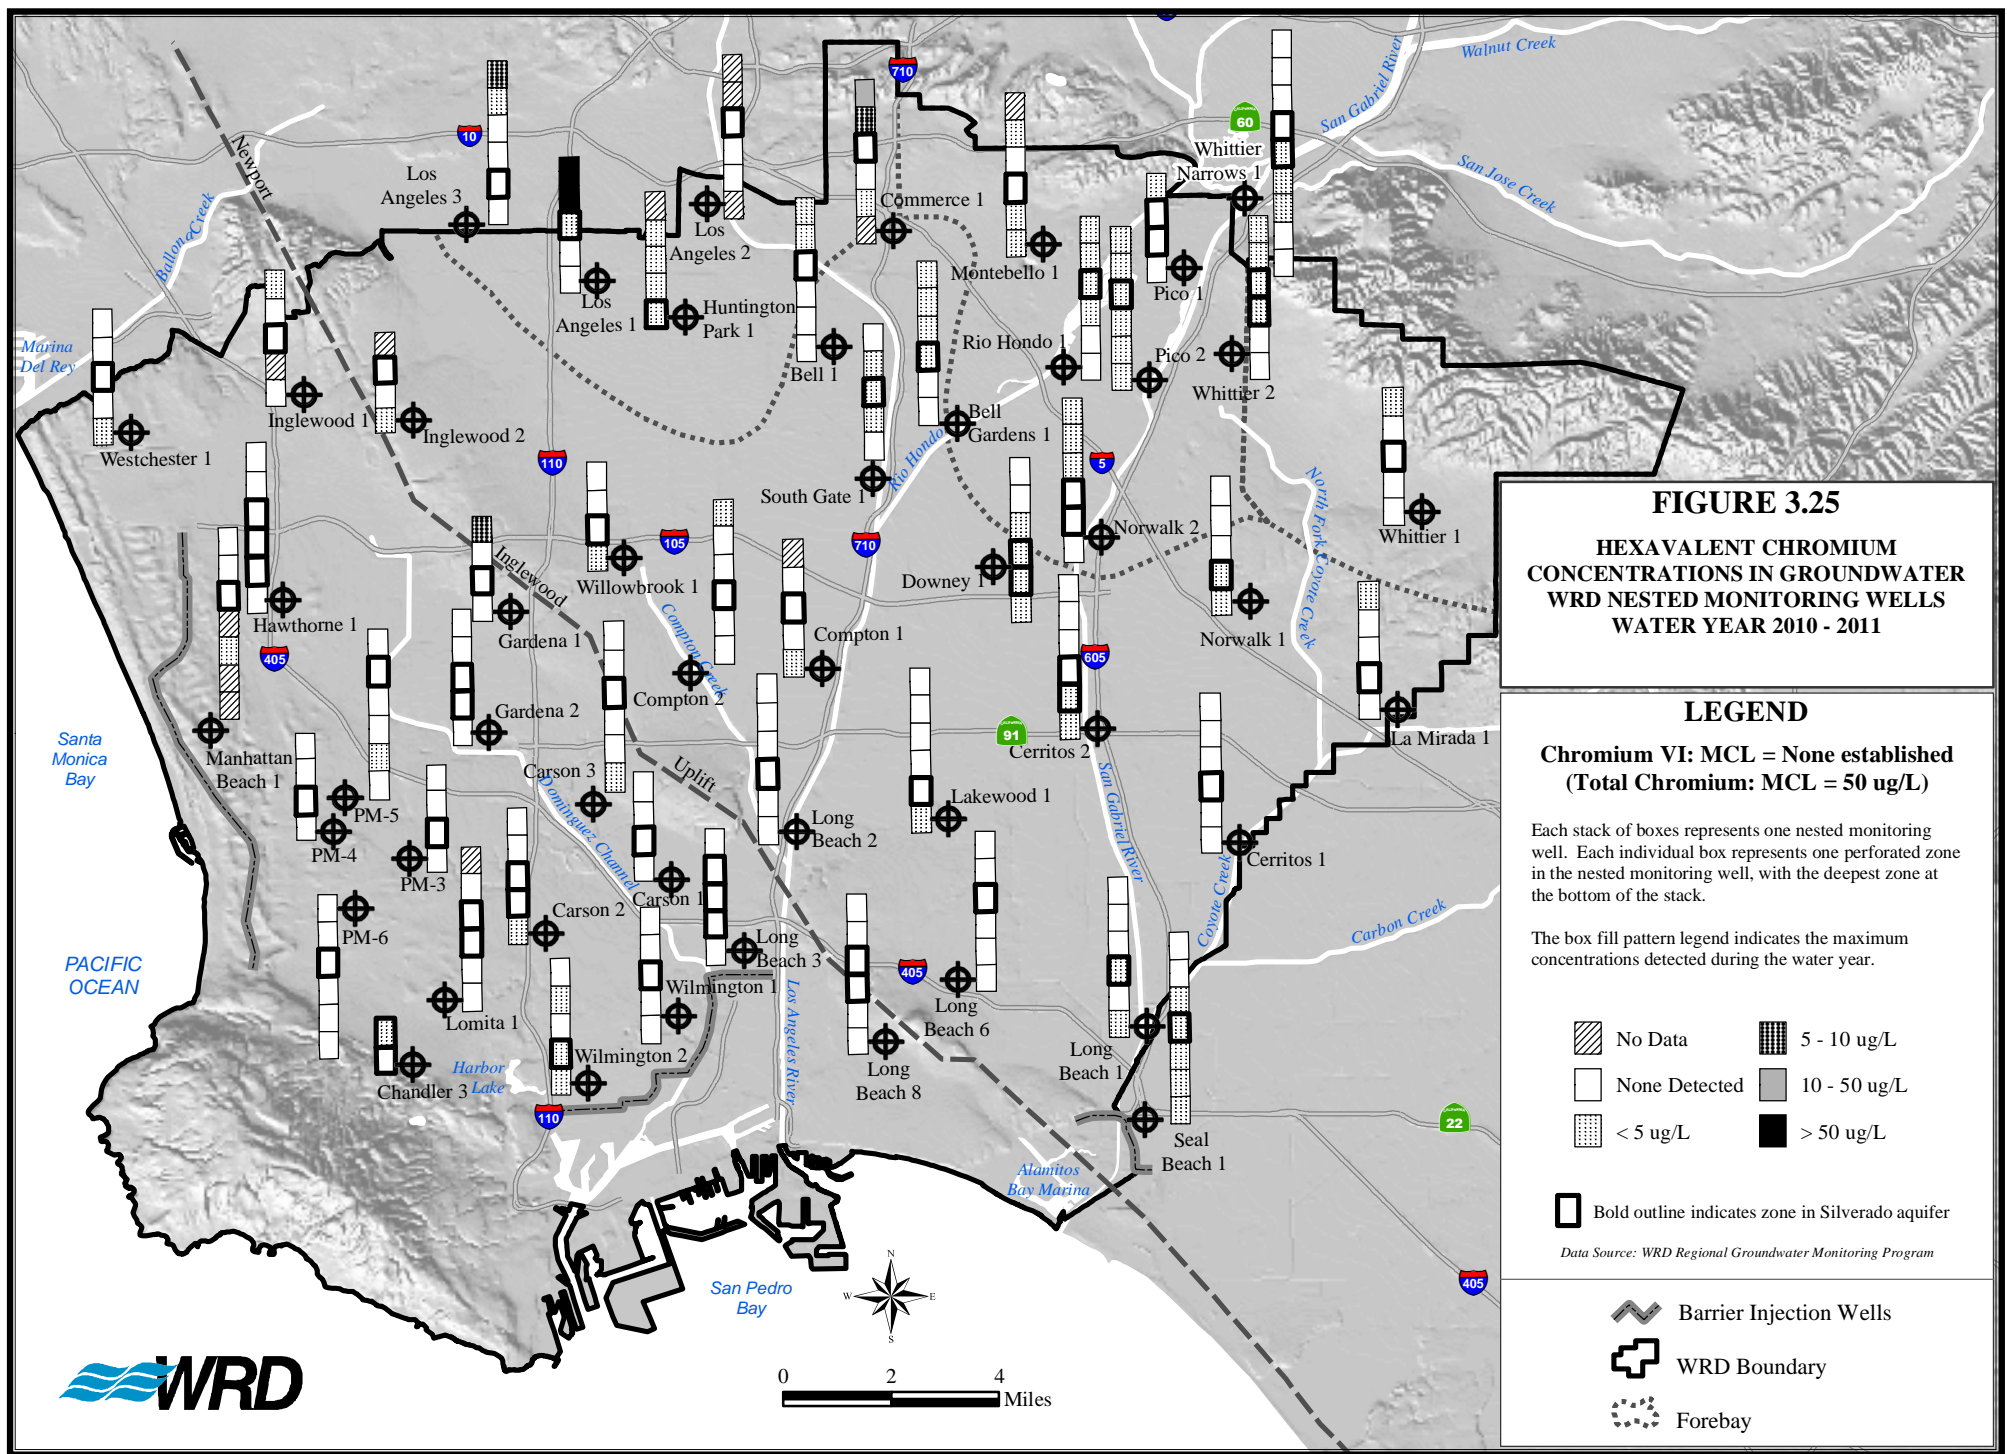 Walnut Creek
710
San Gabriel River
60
10
Whittier
Narrows 1
Newport
San Jose Creek
Los
Angeles 3
Commerce 1
Ballona Creek
Los
Angeles 2
Montebello 1
Pico 1
Los
Angeles 1
Huntington
Park 1
Marina
Del Rey
Rio Hondo 1
Pico 2
Bell 1
Whittier 2
Inglewood 1
Inglewood 2
Bell
Gardens 1
Westchester 1
110
5
Rio Hondo
North Fork Coyote Creek
South Gate 1
Whittier 1
Norwalk 2
105
710
Inglewood
Willowbrook 1
Downey 1
Hawthorne 1
Gardena 1
Compton Creek
Compton 1
Norwalk 1
405
605
Compton 2
Gardena 2
91
Cerritos 2
La Mirada 1
Santa
Monica
Bay
Manhattan
Beach 1
Carson 3
Uplift
San Gabriel River
Dominguez Channel
Lakewood 1
PM-5
Long
Beach 2
PM-4
Cerritos 1
PM-3
Carson 1
Carson 2
Coyote Creek
Carbon Creek
PM-6
Long
Beach 3
PACIFIC
OCEAN
405
Wilmington 1
Los Angeles River
Long
Beach 6
Lomita 1
Long
Beach 1
Wilmington 2
Harbor
Lake
Long
Beach 8
Chandler 3
110
22
Seal
Beach 1
Alamitos
Bay Marina
405
San Pedro
Bay
N
W
E
S
0 2 4
Miles
WRD
FIGURE 3.25
HEXAVALENT CHROMIUM
CONCENTRATIONS IN GROUNDWATER
WRD NESTED MONITORING WELLS
WATER YEAR 2010 - 2011
LEGEND
Chromium VI: MCL = None established
(Total Chromium: MCL = 50 ug/L)
Each stack of boxes represents one nested monitoring
well. Each individual box represents one perforated zone
in the nested monitoring well, with the deepest zone at
the bottom of the stack.
The box fill pattern legend indicates the maximum
concentrations detected during the water year.
No Data
5 - 10 ug/L
None Detected
10 - 50 ug/L
< 5 ug/L
> 50 ug/L
Bold outline indicates zone in Silverado aquifer
Data Source: WRD Regional Groundwater Monitoring Program
Barrier Injection Wells
WRD Boundary
Forebay